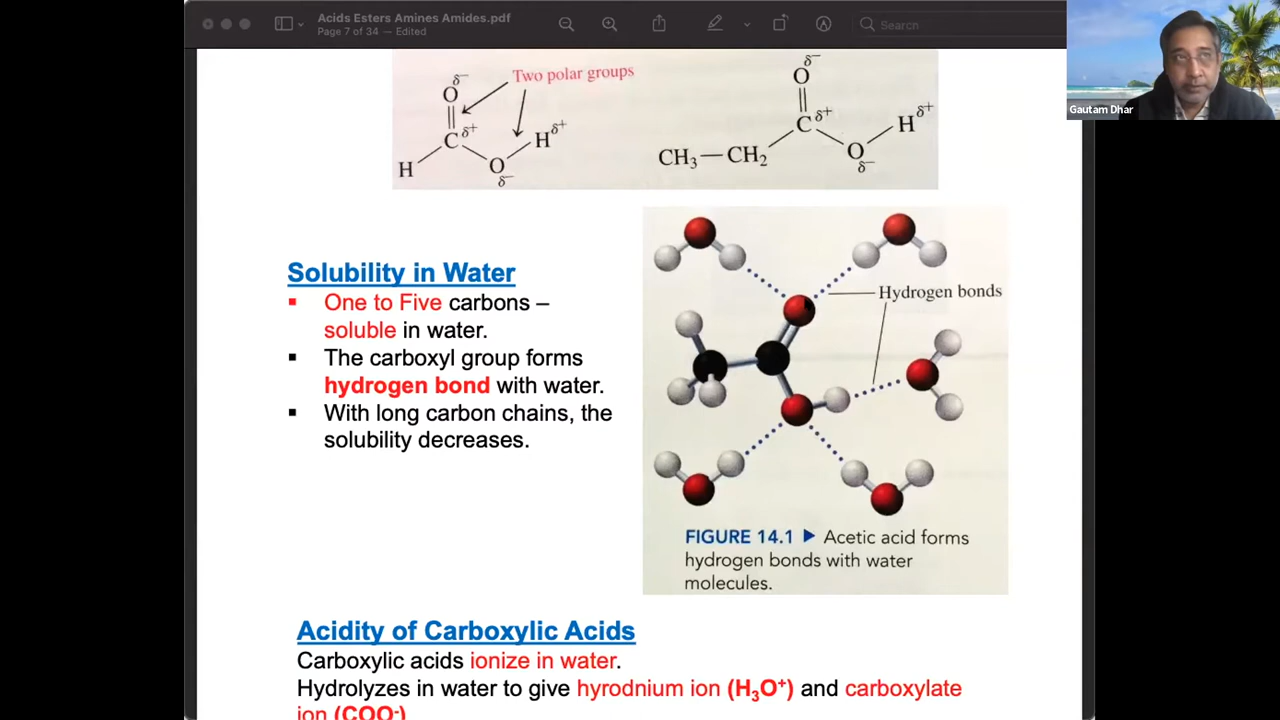 Acids Esters Amines Amides.pdf
Page 7 of 34 — Edited
Search
Gautam Dhar
Two polar groups
δ⁻
O
C δ⁺
H
O
δ⁻
H δ⁺
δ⁻
O
C δ⁺
CH₃—CH₂
O
δ⁻
H δ⁺
Solubility in Water
▪ One to Five carbons –
soluble in water.
▪ The carboxyl group forms
hydrogen bond with water.
▪ With long carbon chains, the
solubility decreases.
Hydrogen bonds
FIGURE 14.1 ▶ Acetic acid forms
hydrogen bonds with water
molecules.
Acidity of Carboxylic Acids
Carboxylic acids ionize in water.
Hydrolyzes in water to give hyrodnium ion (H₃O⁺) and carboxylate
ion (COO⁻)